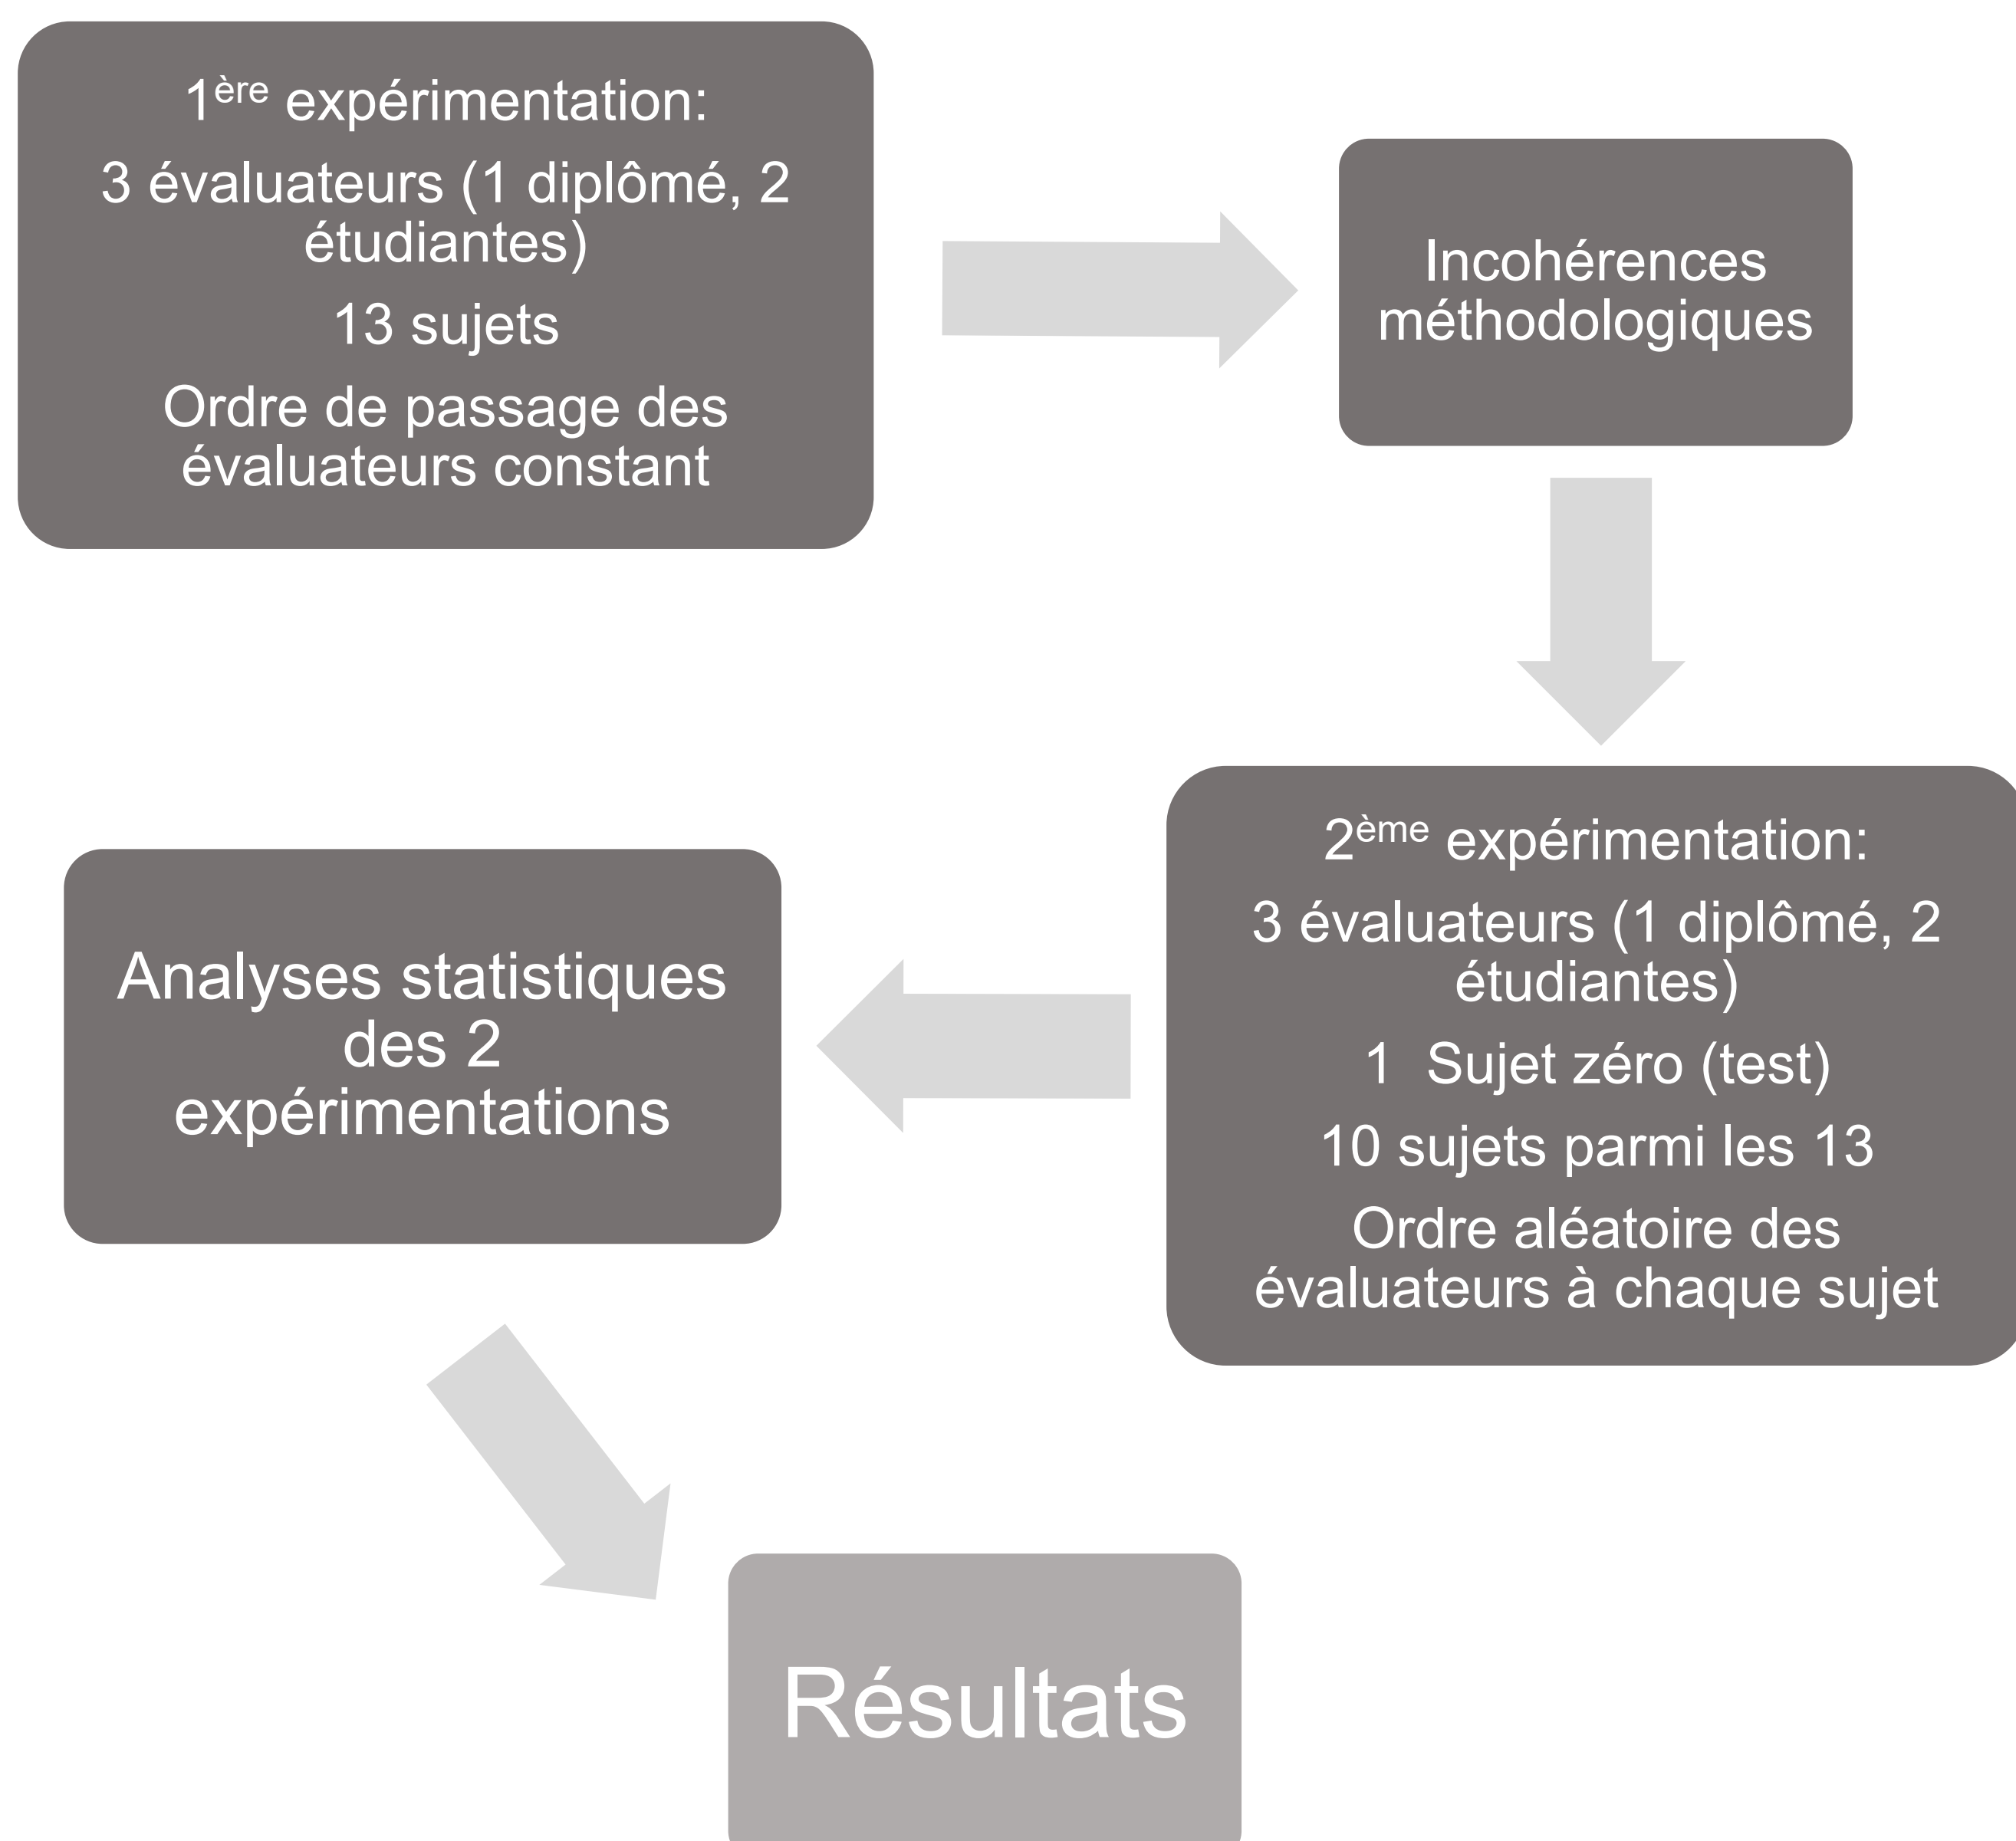 1ère expérimentation:
3 évaluateurs (1 diplômé, 2
étudiantes)
13 sujets
Ordre de passage des
évaluateurs constant
Incohérences
méthodologiques
2ème expérimentation:
3 évaluateurs (1 diplômé, 2
étudiantes)
1 Sujet zéro (test)
10 sujets parmi les 13
Ordre aléatoire des
évaluateurs à chaque sujet
Analyses statistiques
des 2
expérimentations
Résultats